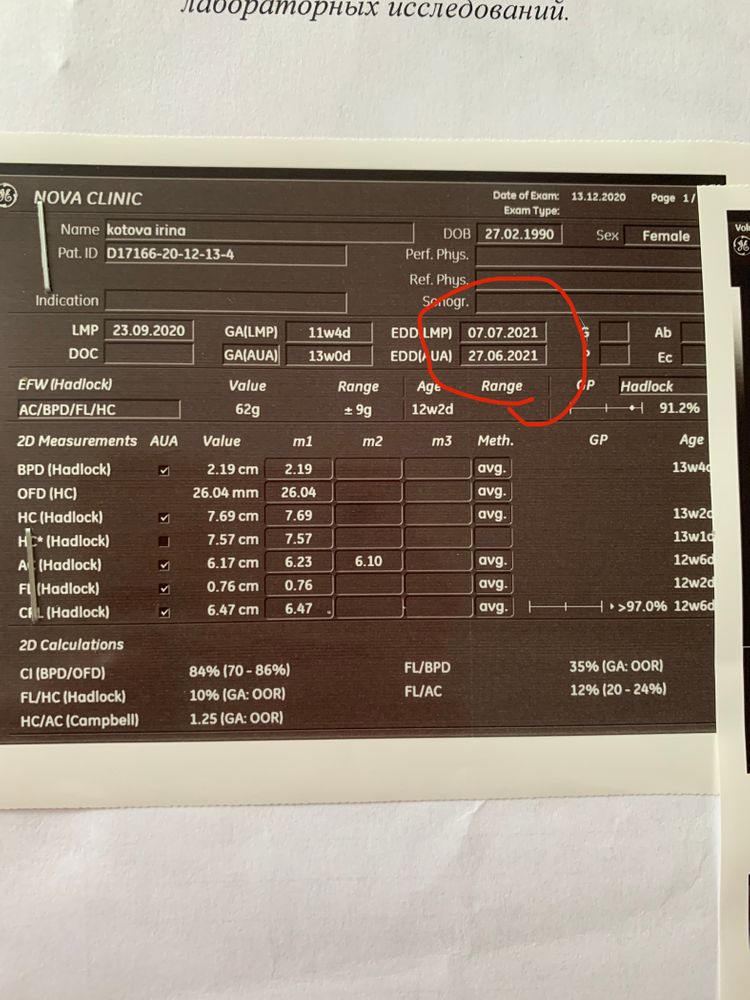 лабораторных исследований.
NOVA CLINIC Date of Exam: 13.12.2020 Page 1/
Exam Type:
Name kotova irina DOB 27.02.1990 Sex Female
Pat. ID D17166-20-12-13-4 Perf. Phys.
Ref. Phys.
Indication Sonogr.
LMP 23.09.2020 GA(LMP) 11w4d EDD(LMP) 07.07.2021 G Ab
DOC GA(AUA) 13w0d EDD(AUA) 27.06.2021 P Ec
EFW (Hadlock) Value Range Age Range GP Hadlock
AC/BPD/FL/HC 62g ± 9g 12w2d 91.2%
2D Measurements AUA Value m1 m2 m3 Meth. GP Age
BPD (Hadlock) 2.19 cm 2.19 avg. 13w4d
OFD (HC) 26.04 mm 26.04 avg.
HC (Hadlock) 7.69 cm 7.69 avg. 13w2d
HC* (Hadlock) 7.57 cm 7.57 13w1d
AC (Hadlock) 6.17 cm 6.23 6.10 avg. 12w6d
FL (Hadlock) 0.76 cm 0.76 avg. 12w2d
CRL (Hadlock) 6.47 cm 6.47 avg. >97.0% 12w6d
2D Calculations
CI (BPD/OFD) 84% (70 - 86%) FL/BPD 35% (GA: OOR)
FL/HC (Hadlock) 10% (GA: OOR) FL/AC 12% (20 - 24%)
HC/AC (Campbell) 1.25 (GA: OOR)